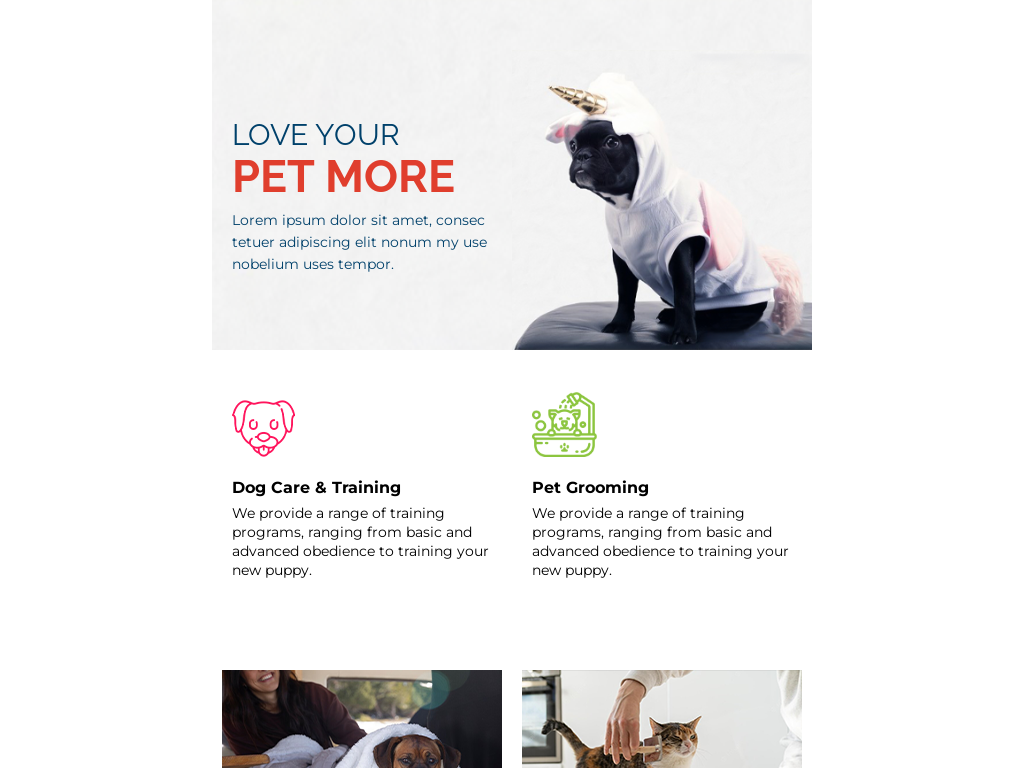 LOVE YOUR
PET MORE
Lorem ipsum dolor sit amet, consec
tetuer adipiscing elit nonum my use
nobelium uses tempor.
Dog Care & Training
We provide a range of training
programs, ranging from basic and
advanced obedience to training your
new puppy.
Pet Grooming
We provide a range of training
programs, ranging from basic and
advanced obedience to training your
new puppy.